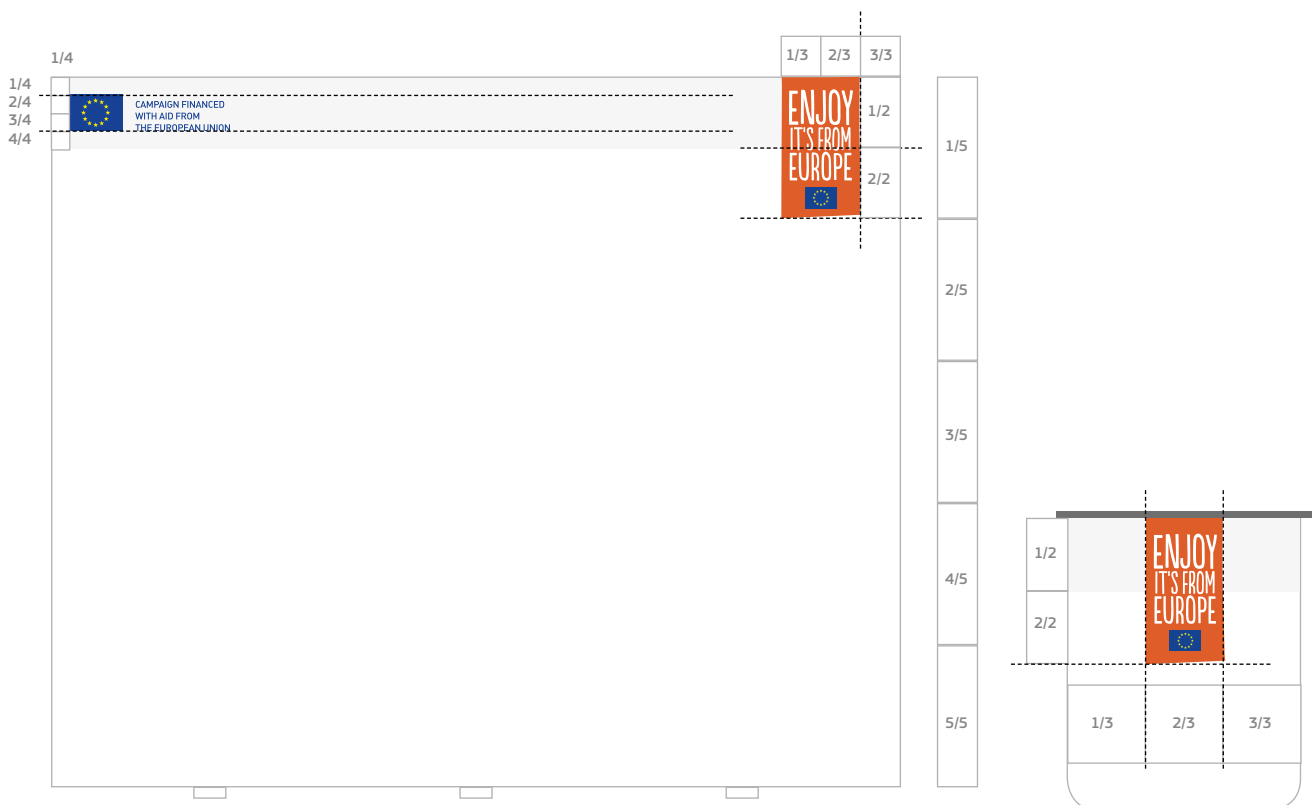 1/4
1/3 2/3 3/3
1/4
2/4
3/4
4/4
CAMPAIGN FINANCED
WITH AID FROM
THE EUROPEAN UNION
ENJOY
IT'S FROM
EUROPE
1/2
2/2
1/5
2/5
3/5
4/5
5/5
1/2
2/2
ENJOY
IT'S FROM
EUROPE
1/3 2/3 3/3